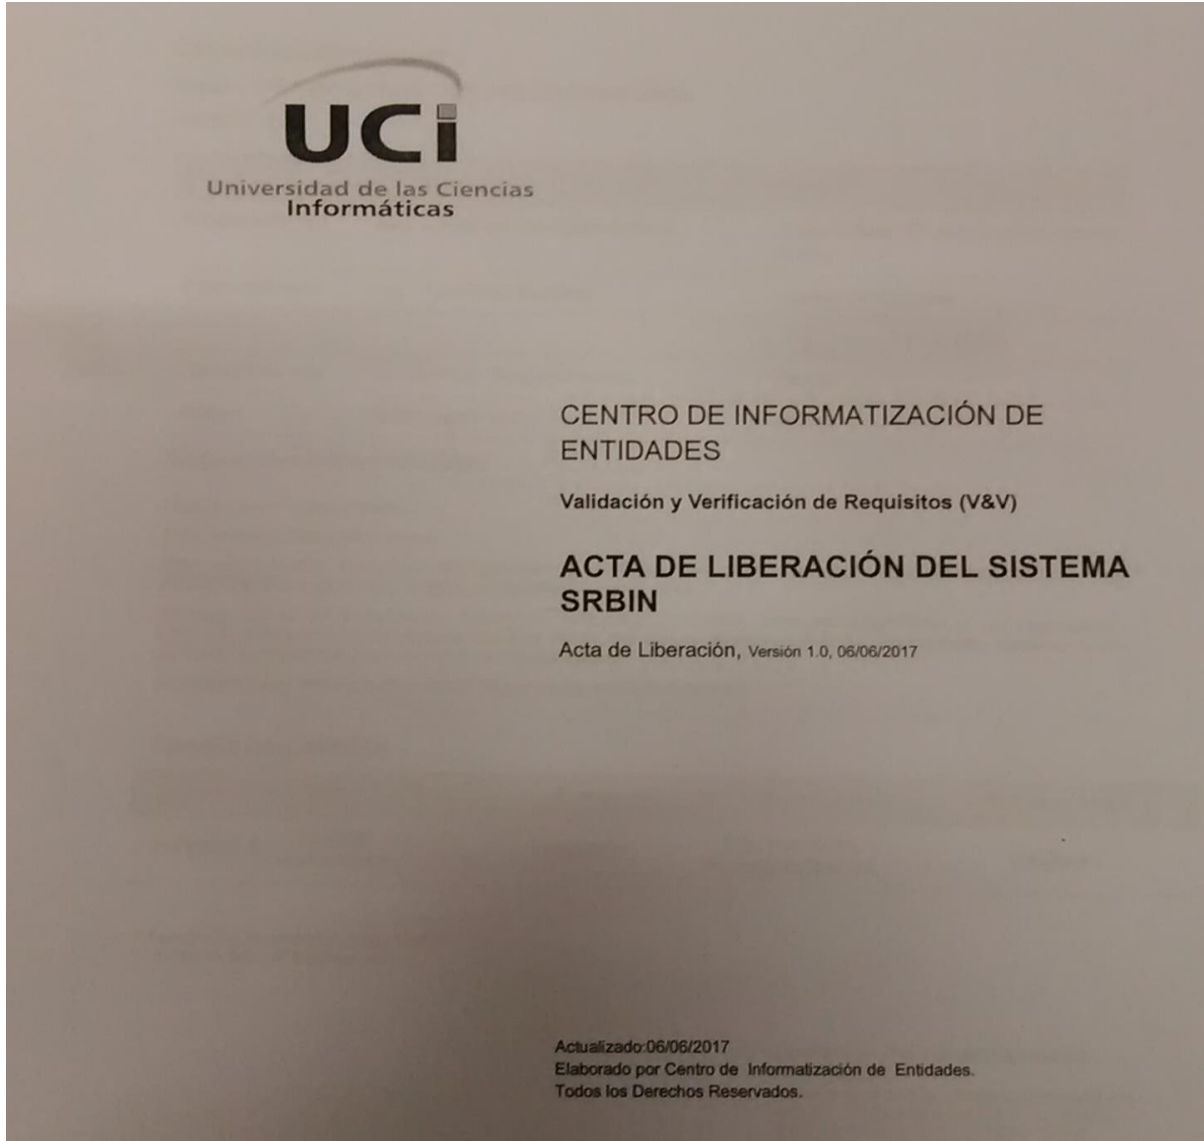 UCi
Universidad de las Ciencias
Informáticas
CENTRO DE INFORMATIZACIÓN DE
ENTIDADES
Validación y Verificación de Requisitos (V&V)
ACTA DE LIBERACIÓN DEL SISTEMA
SRBIN
Acta de Liberación, Versión 1.0, 06/06/2017
Actualizado:06/06/2017
Elaborado por Centro de Informatización de Entidades.
Todos los Derechos Reservados.